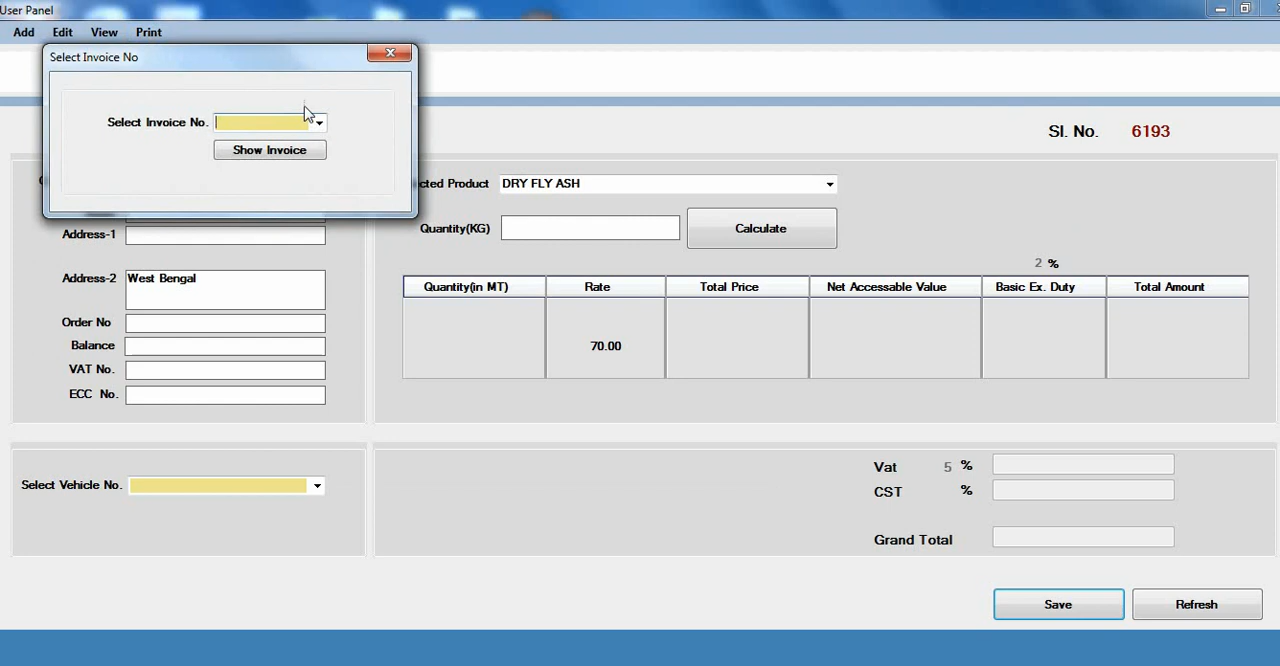 User Panel
Add Edit View Print
Select Invoice No
Select Invoice No.
Show Invoice
Sl. No. 6193
cted Product DRY FLY ASH
Quantity(KG) Calculate
Address-1
Address-2 West Bengal
Order No
Balance
VAT No.
ECC No.
2 %
Quantity(in MT) Rate Total Price Net Accessable Value Basic Ex. Duty Total Amount
70.00
Select Vehicle No.
Vat 5 %
CST %
Grand Total
Save Refresh